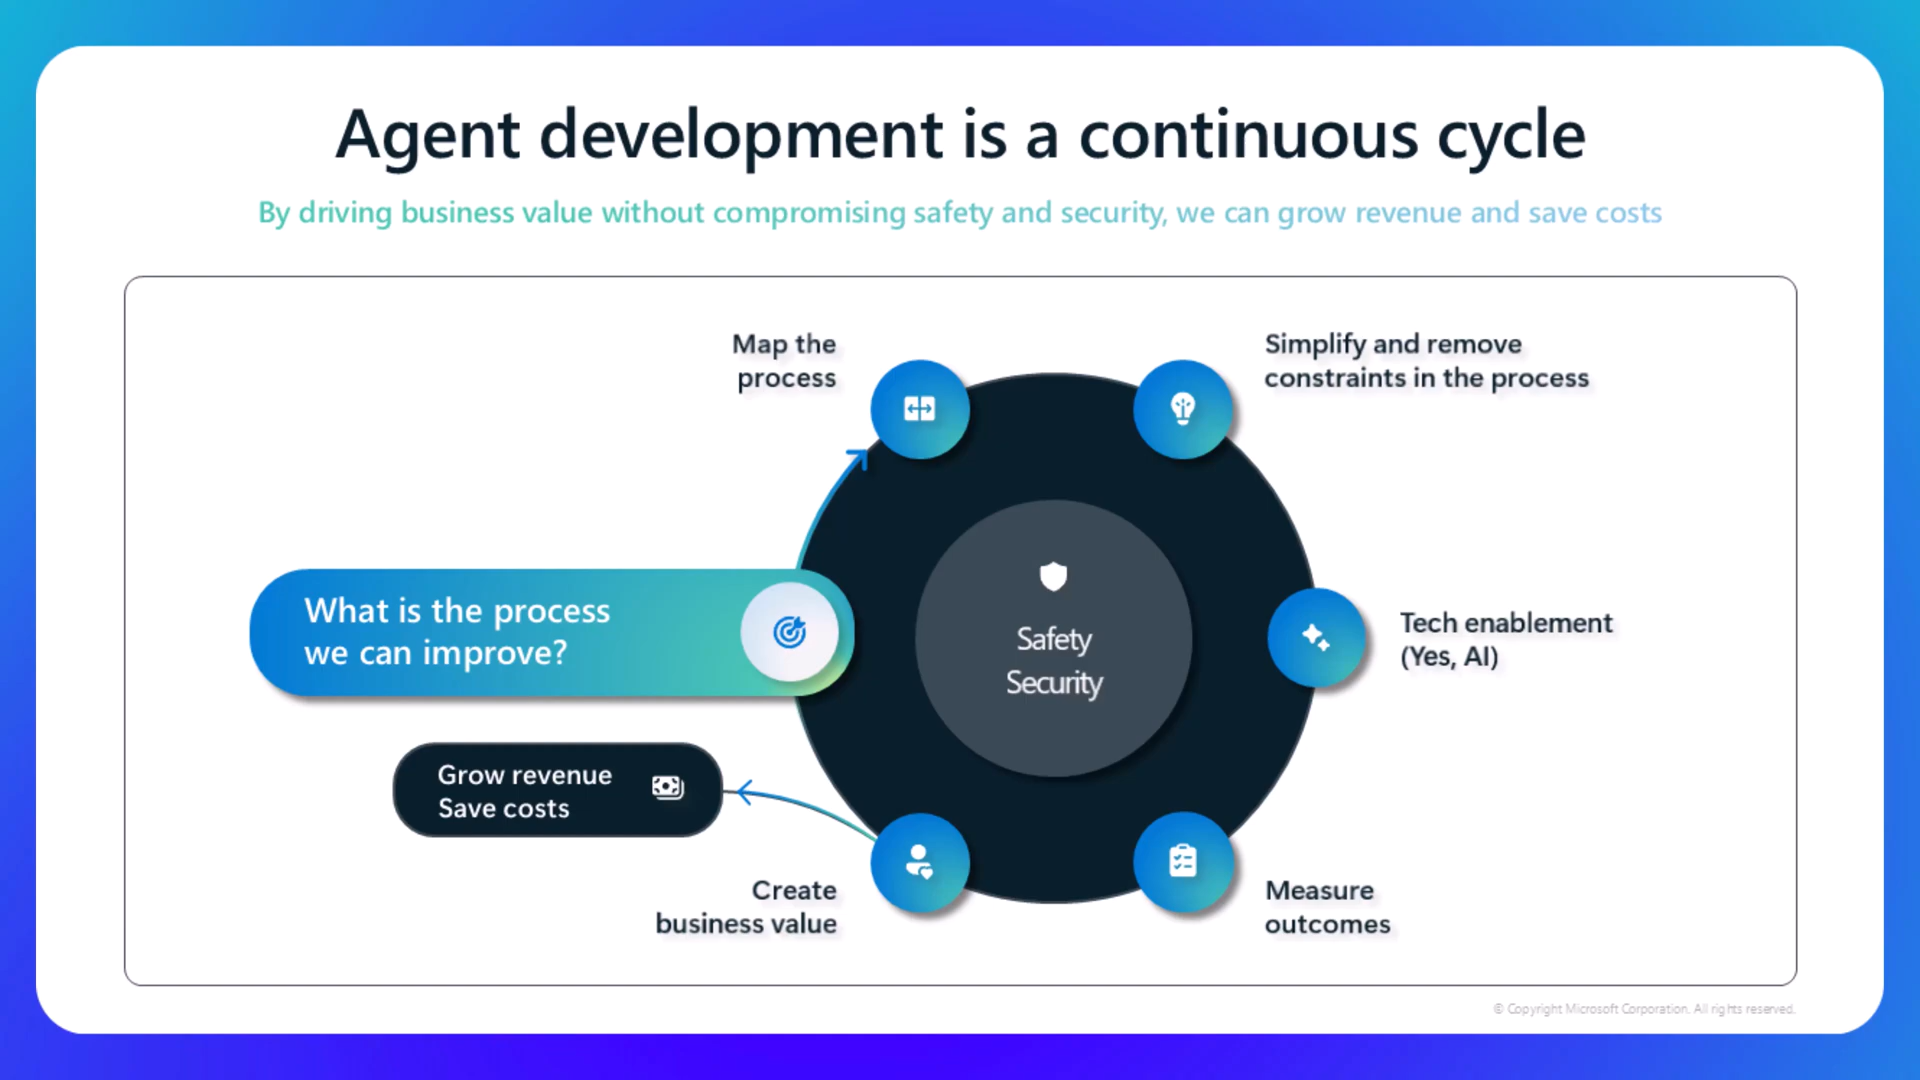 Agent development is a continuous cycle
By driving business value without compromising safety and security, we can grow revenue and save costs
Map the
process
Simplify and remove
constraints in the process
What is the process
we can improve?
Safety
Security
Tech enablement
(Yes, AI)
Grow revenue
Save costs
Create
business value
Measure
outcomes
© Copyright Microsoft Corporation. All rights reserved.